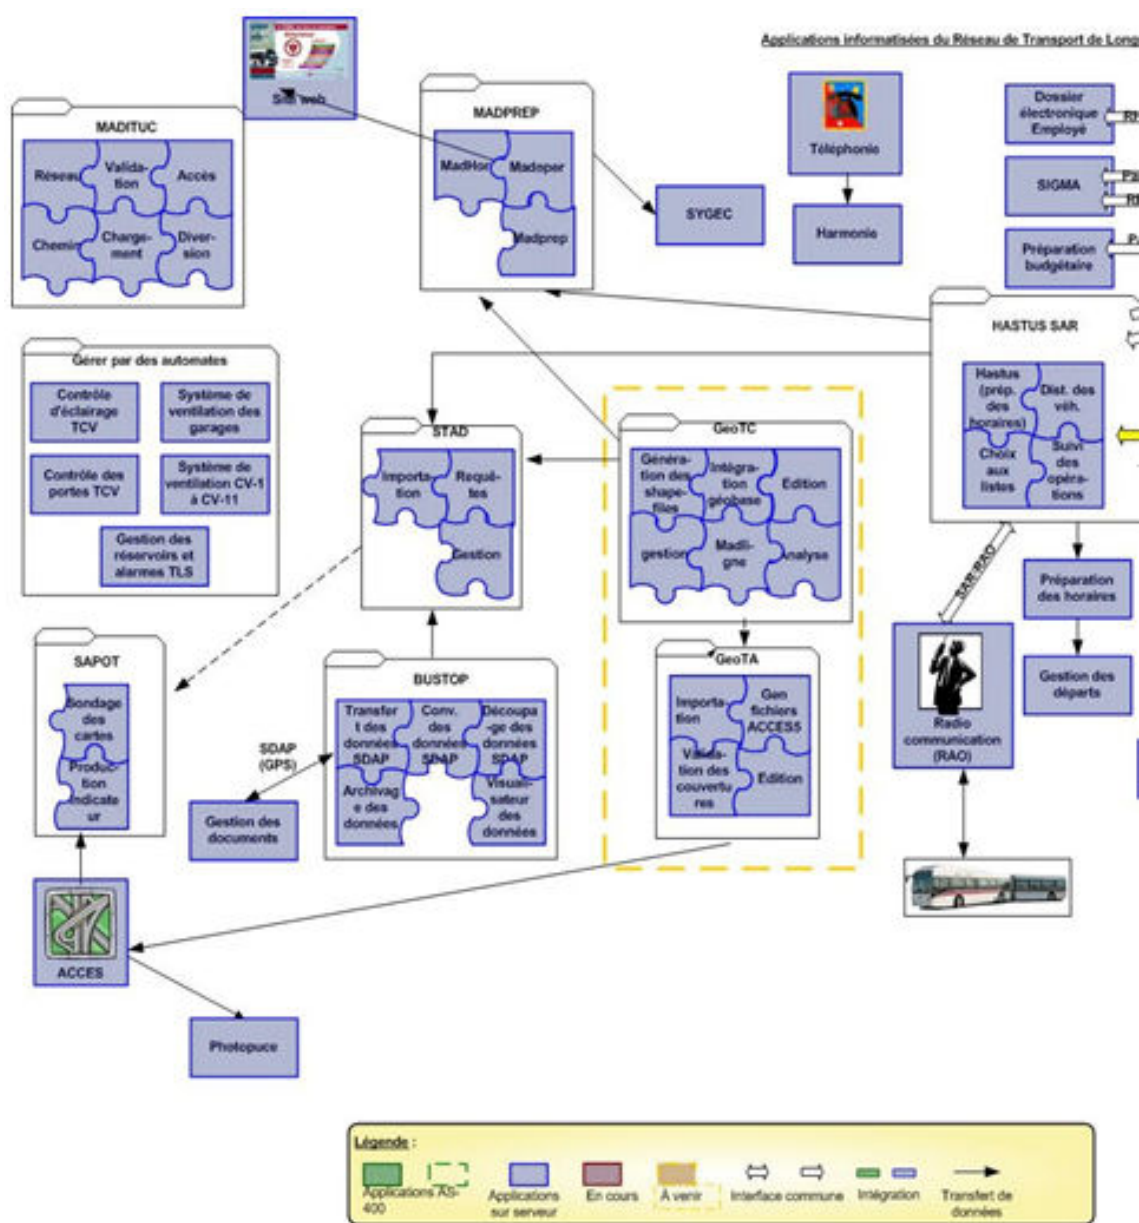 Applications informatisées du Réseau de Transport de Long
Site web
MADITUC
Réseau
Valida-
tion
Accès
Chemin
Charge-
ment
Diver-
sion
MADPREP
MadHor
Madoper
Madprep
SYGEC
Téléphonie
Harmonie
Dossier
électronique
Employé
SIGMA
Préparation
budgétaire
HASTUS SAR
Hastus
(prép.
des
horaires)
Dist. des
véh.
Choix
aux
listes
Suivi
des
opéra-
tions
Gérer par des automates
Contrôle
d'éclairage
TCV
Système de
ventilation des
garages
Contrôle des
portes TCV
Système de
ventilation CV-1
à CV-11
Gestion des
réservoirs et
alarmes TLS
STAD
Importa-
tion
Requê-
tes
Gestion
GeoTC
Généra-
tion des
shape-
files
Intégra-
tion
géobase
Edition
gestion
Madli-
gne
Analyse
SAR-RAO
Préparation
des horaires
Gestion des
départs
Radio
communication
(RAO)
SAPOT
Sondage
des
cartes
Produc-
tion
indicate
ur
BUSTOP
Transfer
t des
données
SDAP
Conv.
des
données
SDAP
Découpa
-ge des
données
SDAP
Archivag
e des
données
Visuali-
sateur
des
données
SDAP
(GPS)
Gestion des
documents
GeoTA
Importa-
tion
Gen
fichiers
ACCES5
Valida-
tion des
couvertu
res
Edition
ACCES
Photopuce
Légende :
Applications AS-
400
Applications
sur serveur
En cours
À venir
Interface commune
Intégration
Transfert de
données